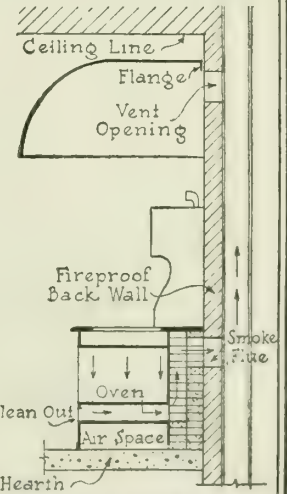 Ceiling Line
Flange
Vent
Opening
Fireproof
Back Wall
Smoke
Flue
Oven
lean Out
Air Space
Hearth